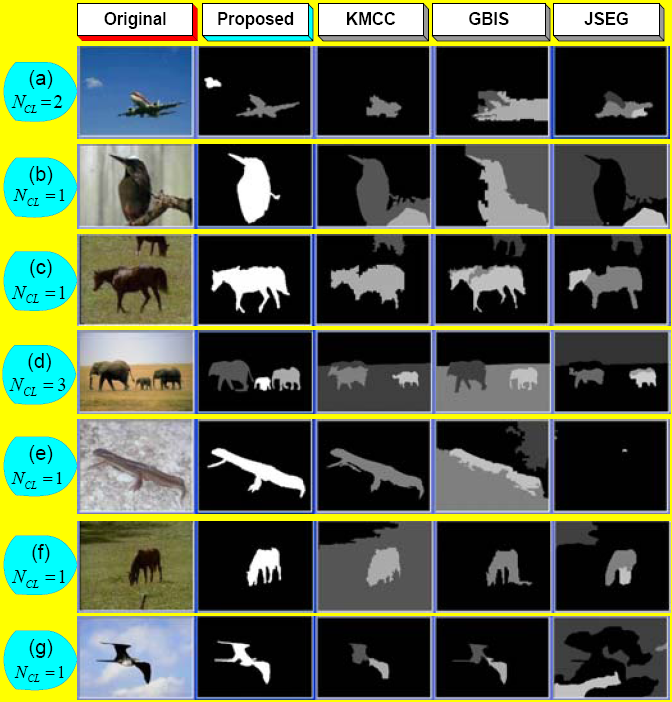 Original Proposed KMCC GBIS JSEG
(a)
N_CL = 2
(b)
N_CL = 1
(c)
N_CL = 1
(d)
N_CL = 3
(e)
N_CL = 1
(f)
N_CL = 1
(g)
N_CL = 1